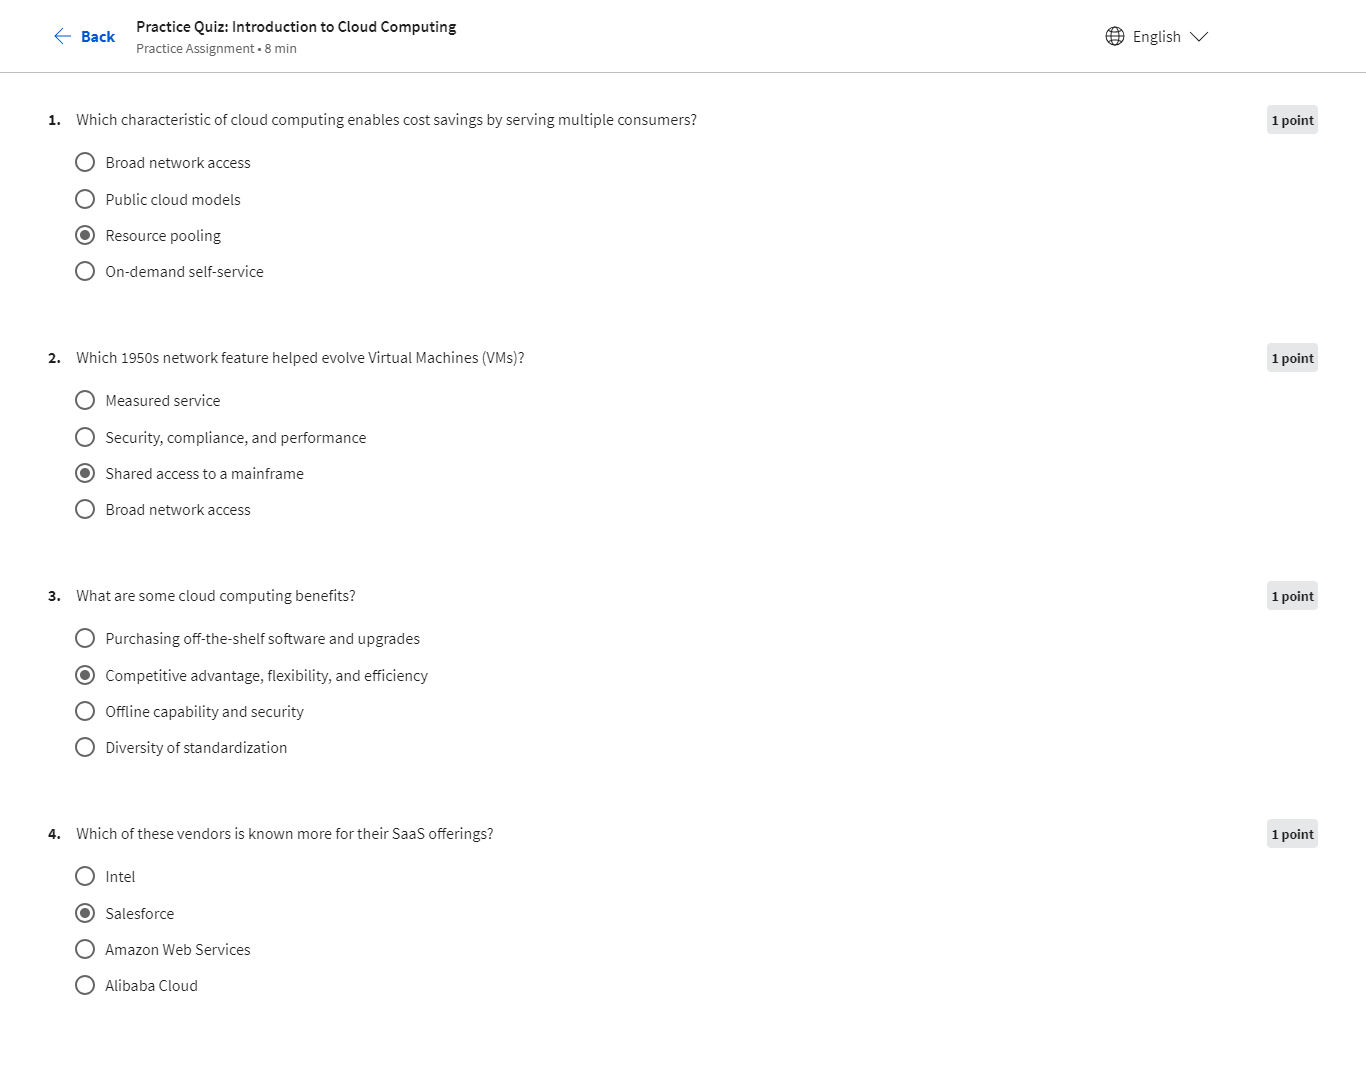 Back
Practice Quiz: Introduction to Cloud Computing
Practice Assignment • 8 min
English
1. Which characteristic of cloud computing enables cost savings by serving multiple consumers?
1 point
Broad network access
Public cloud models
Resource pooling
On-demand self-service
2. Which 1950s network feature helped evolve Virtual Machines (VMs)?
1 point
Measured service
Security, compliance, and performance
Shared access to a mainframe
Broad network access
3. What are some cloud computing benefits?
1 point
Purchasing off-the-shelf software and upgrades
Competitive advantage, flexibility, and efficiency
Offline capability and security
Diversity of standardization
4. Which of these vendors is known more for their SaaS offerings?
1 point
Intel
Salesforce
Amazon Web Services
Alibaba Cloud